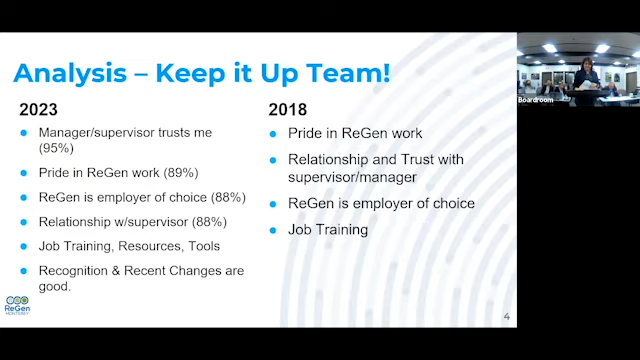 Analysis – Keep it Up Team!
2023
Manager/supervisor trusts me
(95%)
Pride in ReGen work (89%)
ReGen is employer of choice (88%)
Relationship w/supervisor (88%)
Job Training, Resources, Tools
Recognition & Recent Changes are
good.
2018
Pride in ReGen work
Relationship and Trust with
supervisor/manager
ReGen is employer of choice
Job Training
ReGen
MONTEREY
4
Boardroom